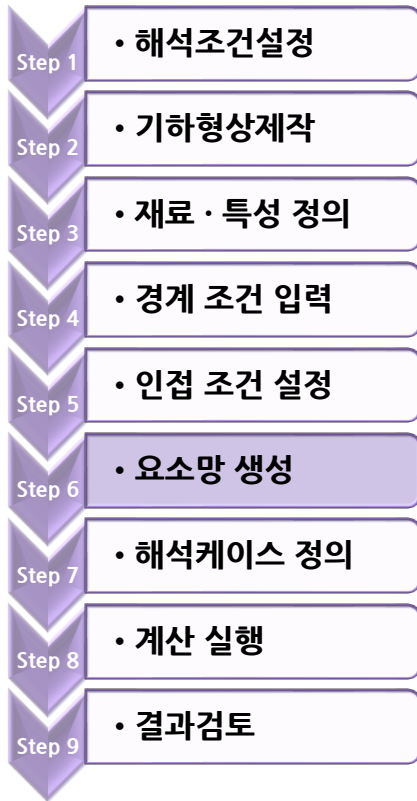 Step 1
• 해석조건설정
Step 2
• 기하형상제작
Step 3
• 재료 · 특성 정의
Step 4
• 경계 조건 입력
Step 5
• 인접 조건 설정
Step 6
• 요소망 생성
Step 7
• 해석케이스 정의
Step 8
• 계산 실행
Step 9
• 결과검토